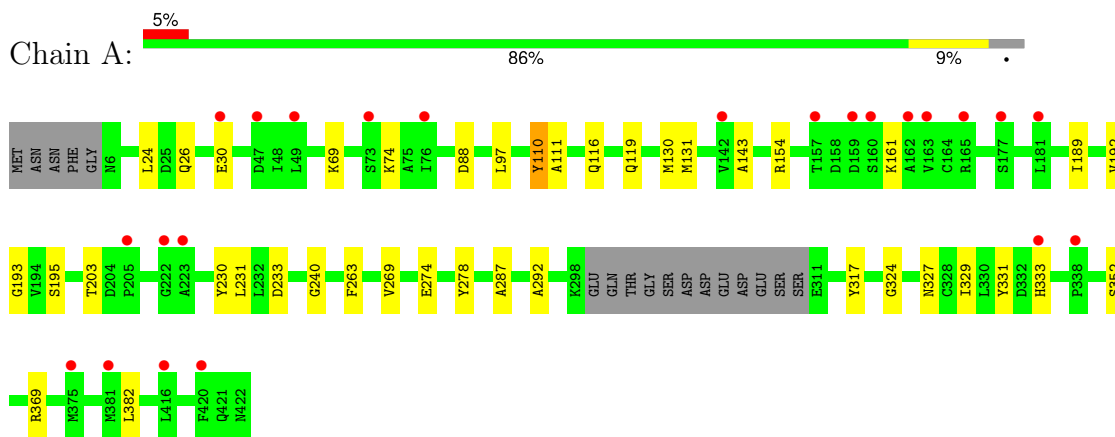 5%
Chain A:
86% 9% •
MET ASN ASN PHE GLY N6 L24 D25 Q26 E30 D47 I48 L49 K69 S73 K74 A75 I76 D88 L97 Y110 A111 Q116 Q119 M130 M131 V142 A143 R154 T157 D158 D159 S160 K161 A162 V163 C164 R165 S177 L181 I189 V192
G193 V194 S195 T203 D204 P205 G222 A223 Y230 L231 L232 D233 G240 F263 V269 E274 Y278 A287 A292 K298 GLU GLN THR GLY SER ASP ASP GLU ASP GLU SER SER E311 Y317 G324 N327 C328 I329 L330 Y331 D332 H333 P338 S352
R369 M375 M381 L382 L416 F420 Q421 N422